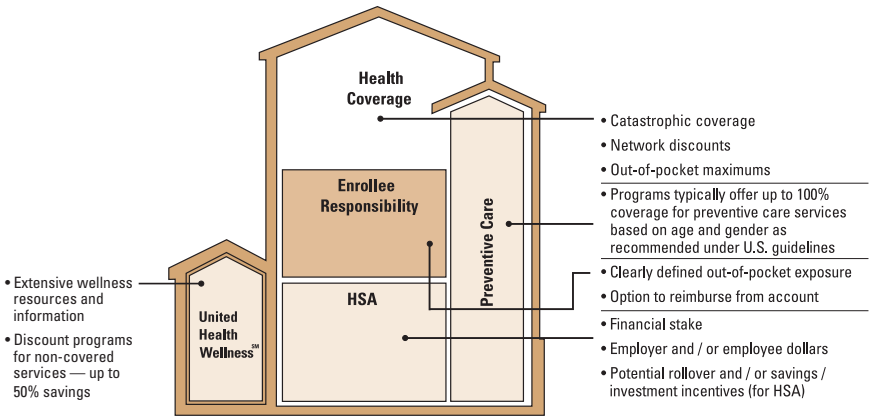 Health
Coverage
Enrollee
Responsibility
HSA
Preventive Care
United
Health
Wellness℠
• Extensive wellness
resources and
information
• Discount programs
for non-covered
services — up to
50% savings
• Catastrophic coverage
• Network discounts
• Out-of-pocket maximums
• Programs typically offer up to 100%
coverage for preventive care services
based on age and gender as
recommended under U.S. guidelines
• Clearly defined out-of-pocket exposure
• Option to reimburse from account
• Financial stake
• Employer and / or employee dollars
• Potential rollover and / or savings /
investment incentives (for HSA)